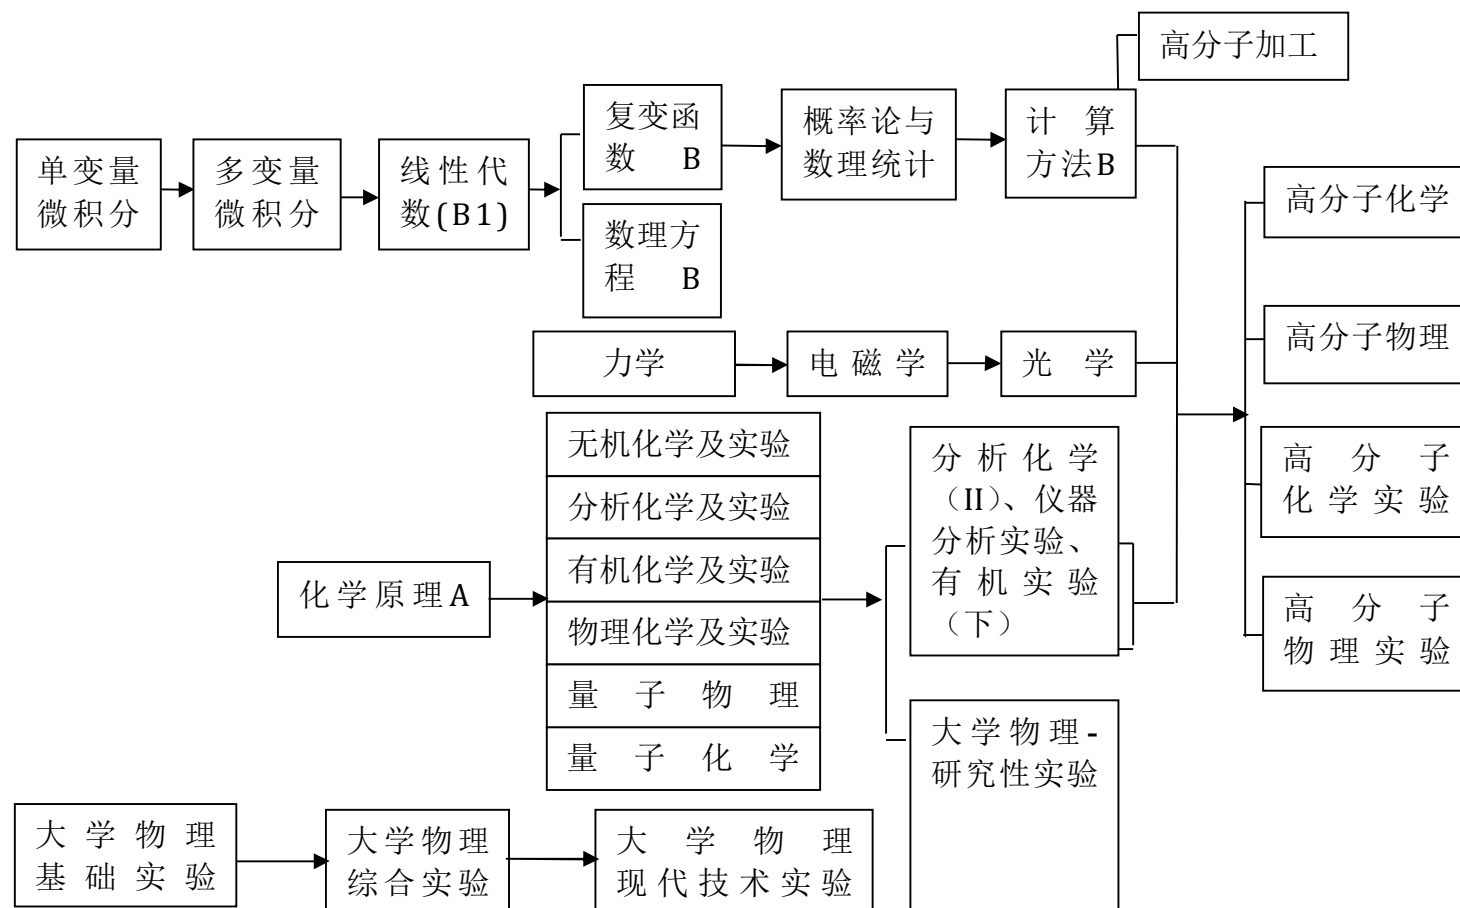 高分子加工
复变函
数 B
概率论与
数理统计
计 算
方法B
单变量
微积分
多变量
微积分
线性代
数(B1)
高分子化学
数理方
程 B
力学
电磁学
光 学
高分子物理
无机化学及实验
分析化学及实验
有机化学及实验
物理化学及实验
量 子 物 理
量 子 化 学
化学原理A
分析化学
(II)、仪器
分析实验、
有机实验
(下)
高 分 子
化学实验
高 分 子
物理实验
大学物理-
研究性实验
大学物理
基础实验
大学物理
综合实验
大 学 物 理
现代技术实验